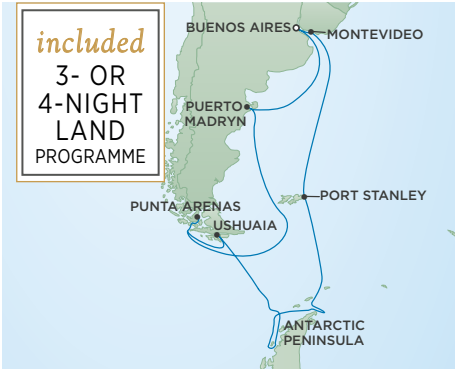 included
3- OR
4-NIGHT
LAND
PROGRAMME
BUENOS AIRES
MONTEVIDEO
PUERTO
MADRYN
PORT STANLEY
PUNTA ARENAS
USHUAIA
ANTARCTIC
PENINSULA